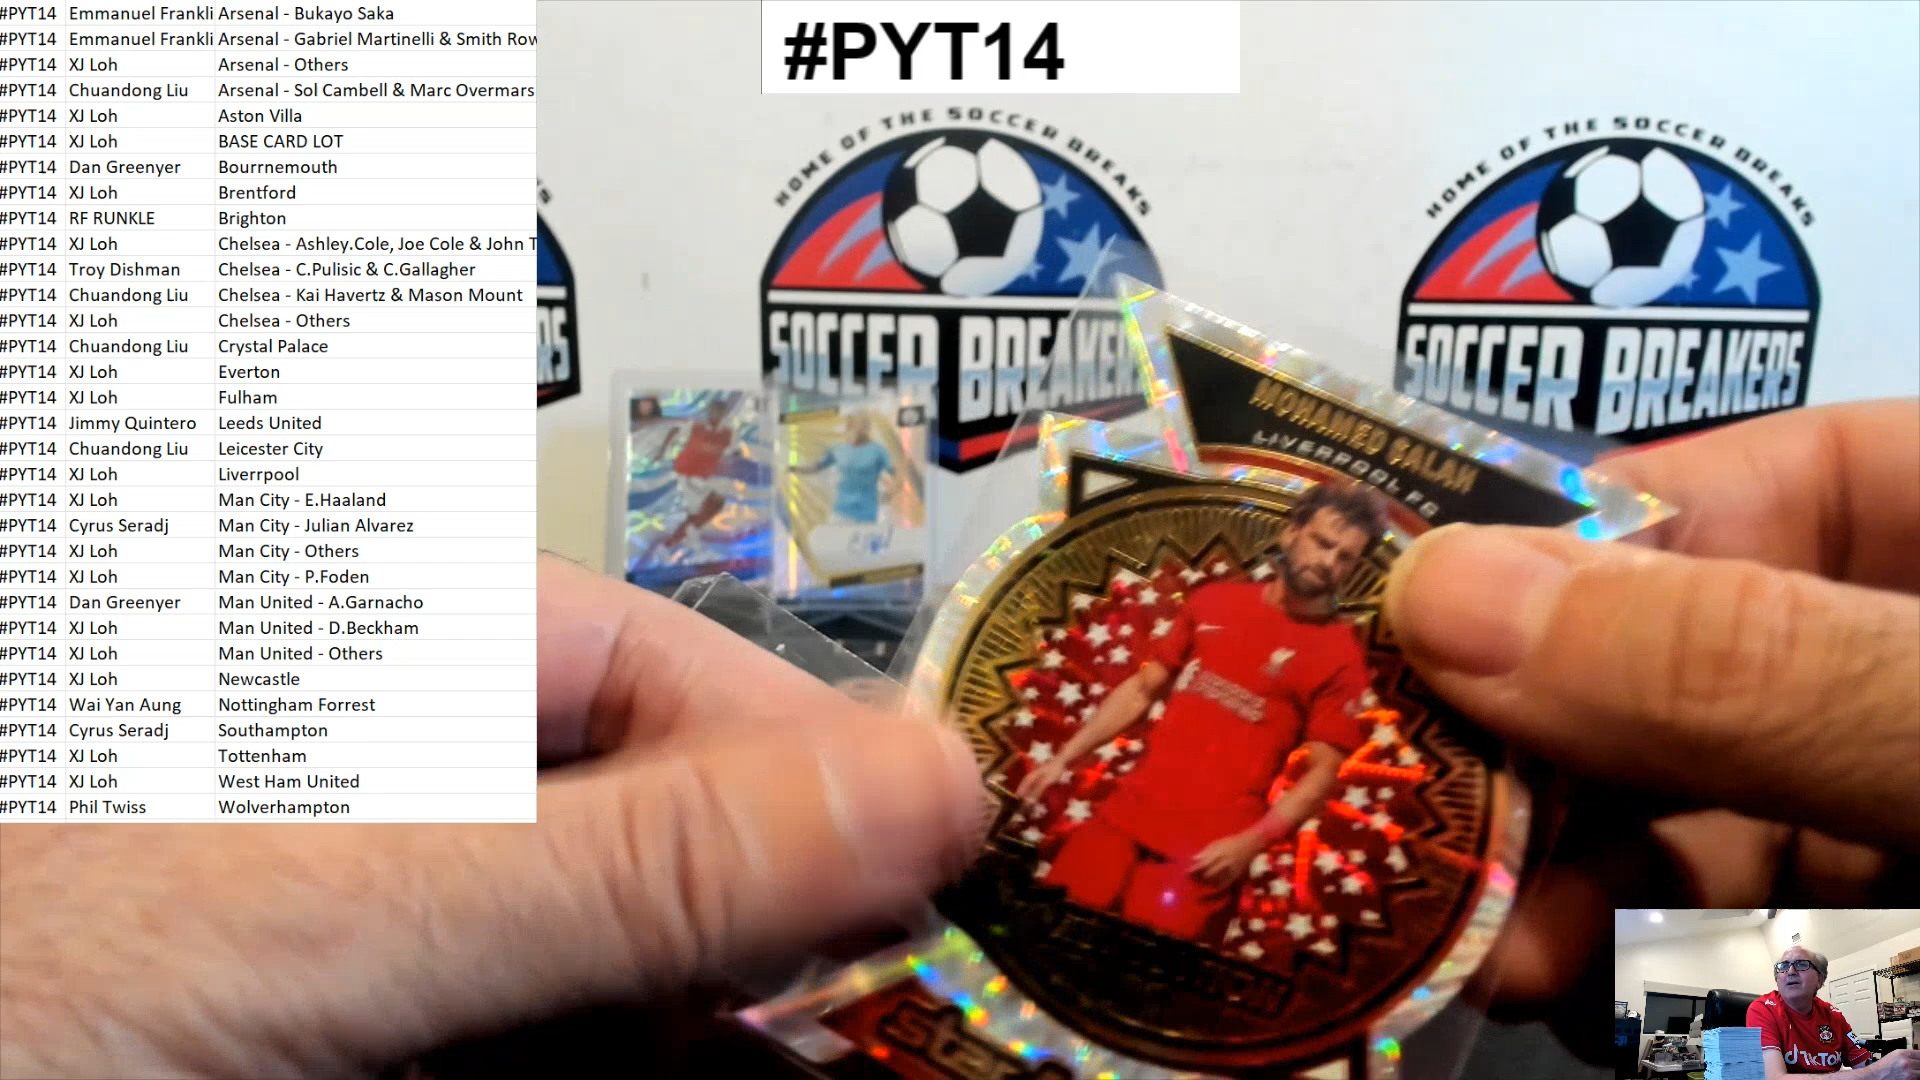 #PYT14 Emmanuel Frankli Arsenal - Bukayo Saka
#PYT14 Emmanuel Frankli Arsenal - Gabriel Martinelli & Smith Row
#PYT14 XJ Loh Arsenal - Others
#PYT14 Chuandong Liu Arsenal - Sol Cambell & Marc Overmars
#PYT14 XJ Loh Aston Villa
#PYT14 XJ Loh BASE CARD LOT
#PYT14 Dan Greenyer Bourrnemouth
#PYT14 XJ Loh Brentford
#PYT14 RF RUNKLE Brighton
#PYT14 XJ Loh Chelsea - Ashley.Cole, Joe Cole & John T
#PYT14 Troy Dishman Chelsea - C.Pulisic & C.Gallagher
#PYT14 Chuandong Liu Chelsea - Kai Havertz & Mason Mount
#PYT14 XJ Loh Chelsea - Others
#PYT14 Chuandong Liu Crystal Palace
#PYT14 XJ Loh Everton
#PYT14 XJ Loh Fulham
#PYT14 Jimmy Quintero Leeds United
#PYT14 Chuandong Liu Leicester City
#PYT14 XJ Loh Liverrpool
#PYT14 XJ Loh Man City - E.Haaland
#PYT14 Cyrus Seradj Man City - Julian Alvarez
#PYT14 XJ Loh Man City - Others
#PYT14 XJ Loh Man City - P.Foden
#PYT14 Dan Greenyer Man United - A.Garnacho
#PYT14 XJ Loh Man United - D.Beckham
#PYT14 XJ Loh Man United - Others
#PYT14 XJ Loh Newcastle
#PYT14 Wai Yan Aung Nottingham Forrest
#PYT14 Cyrus Seradj Southampton
#PYT14 XJ Loh Tottenham
#PYT14 XJ Loh West Ham United
#PYT14 Phil Twiss Wolverhampton
#PYT14
HOME OF THE SOCCER BREAKS
SOCCER BREAKERS
HOME OF THE SOCCER BREAKS
SOCCER BREAKERS
MOHAMED SALAH
LIVERPOOL FC